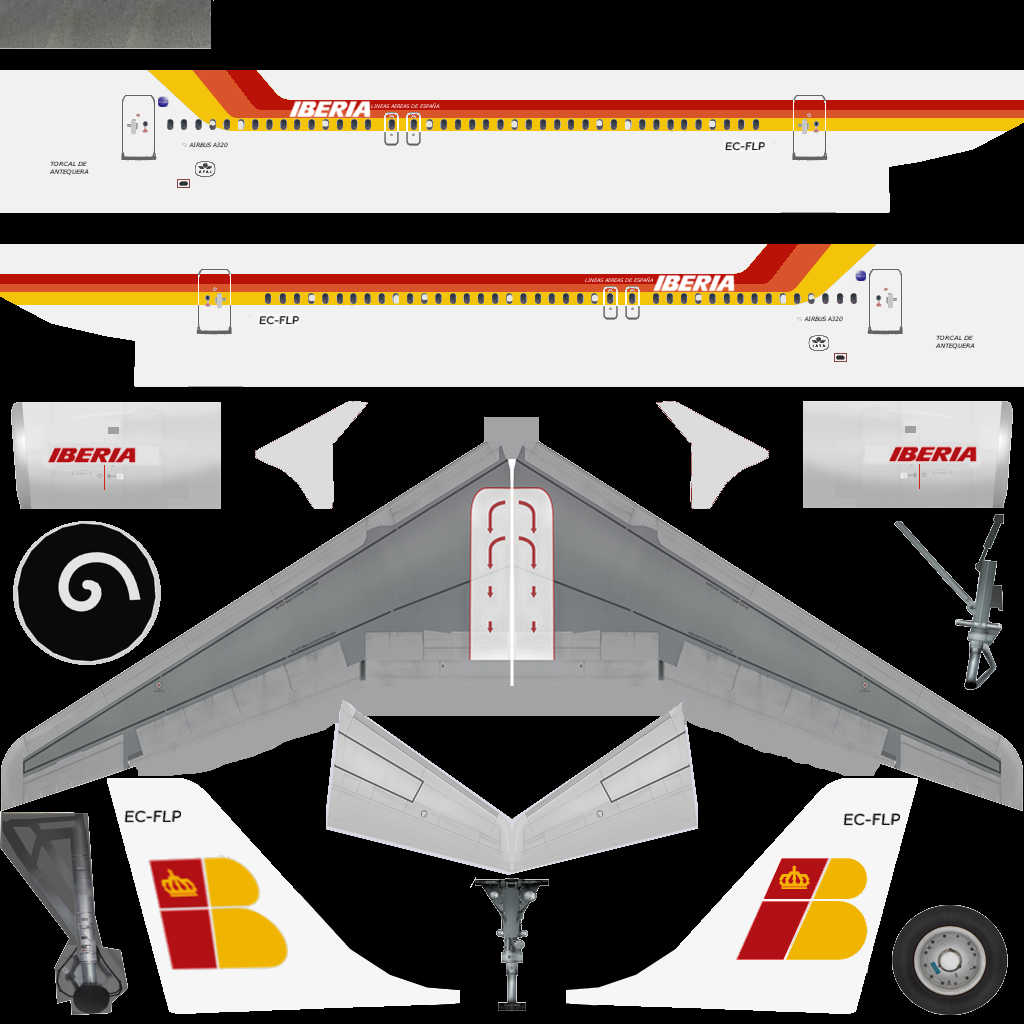 IBERIA LINEAS AEREAS DE ESPAÑA
AIRBUS A320
EC-FLP
TORCAL DE
ANTEQUERA
LINEAS AEREAS DE ESPAÑA IBERIA
EC-FLP
AIRBUS A320
IATA
TORCAL DE
ANTEQUERA
IBERIA
IBERIA
EC-FLP
EC-FLP